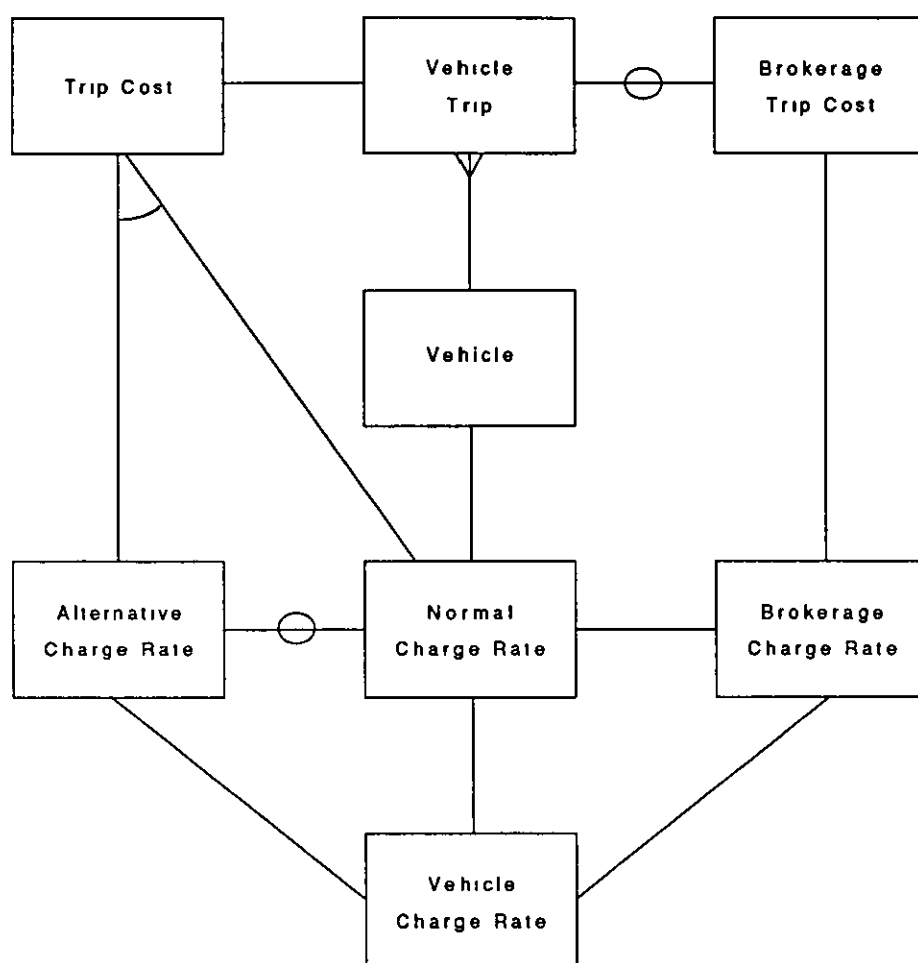 Trip Cost
Vehicle
Trip
Brokerage
Trip Cost
Vehicle
Alternative
Charge Rate
Normal
Charge Rate
Brokerage
Charge Rate
Vehicle
Charge Rate